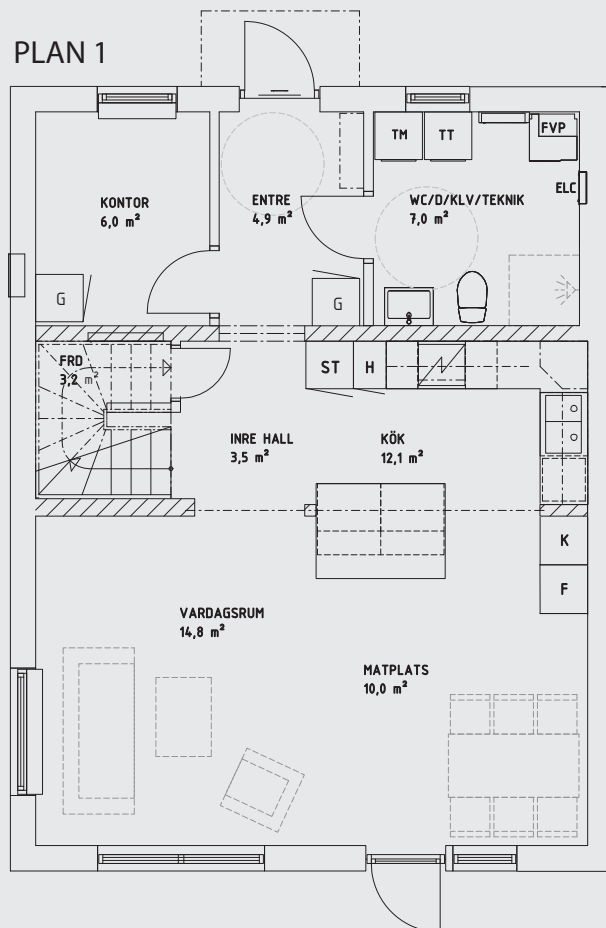 PLAN 1
TM
TT
FVP
KONTOR
6,0 m²
ENTRE
4,9 m²
WC/D/KLV/TEKNIK
7,0 m²
ELC
G
G
FRD
3,2 m²
ST
H
INRE HALL
3,5 m²
KÖK
12,1 m²
K
F
VARDAGSRUM
14,8 m²
MATPLATS
10,0 m²